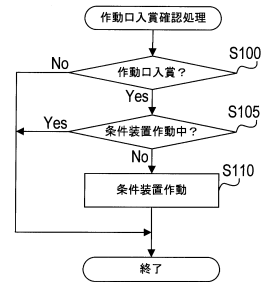 作動口入賞確認処理
S100
作動口入賞？
No
Yes
S105
条件装置作動中？
Yes
No
S110
条件装置作動
終了